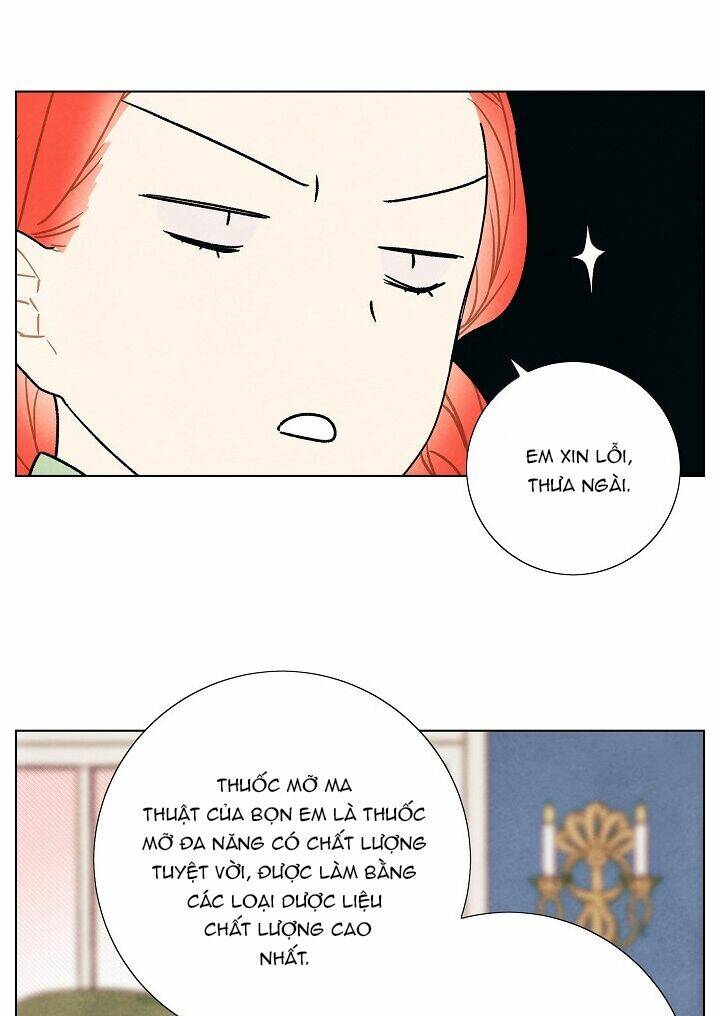 EM XIN LỖI,
THƯA NGÀI.
THUỐC MỠ MA
THUẬT CỦA BỌN EM LÀ THUỐC
MỠ ĐA NĂNG CÓ CHẤT LƯỢNG
TUYỆT VỜI, ĐƯỢC LÀM BẰNG
CÁC LOẠI DƯỢC LIỆU
CHẤT LƯỢNG CAO
NHẤT.